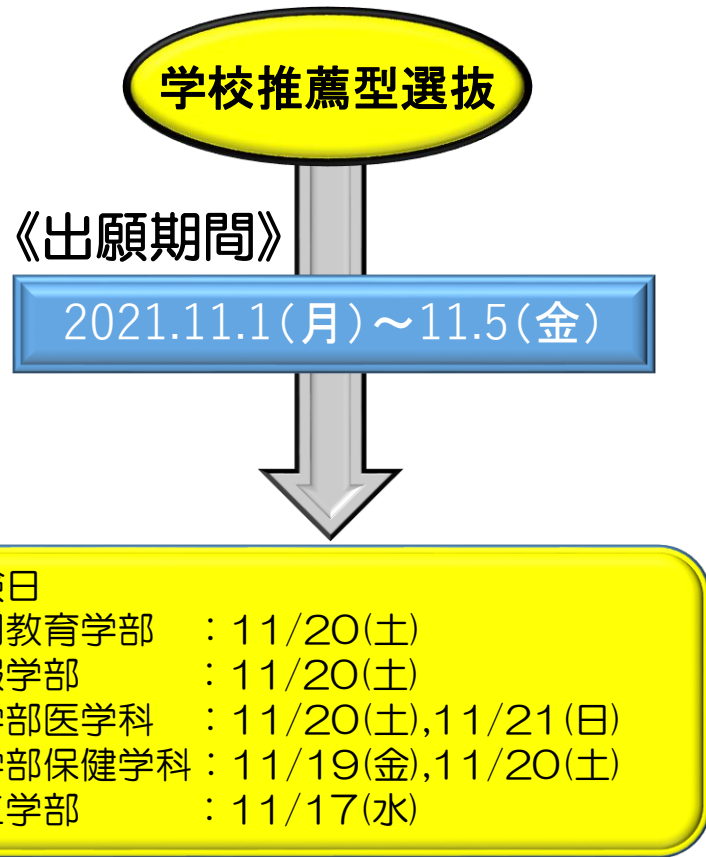 学校推薦型選抜
《出願期間》
2021.11.1(月)～11.5(金)
験日
教育学部 ：11/20(土)
報学部 ：11/20(土)
学部医学科 ：11/20(土),11/21(日)
学部保健学科：11/19(金),11/20(土)
学部 ：11/17(水)